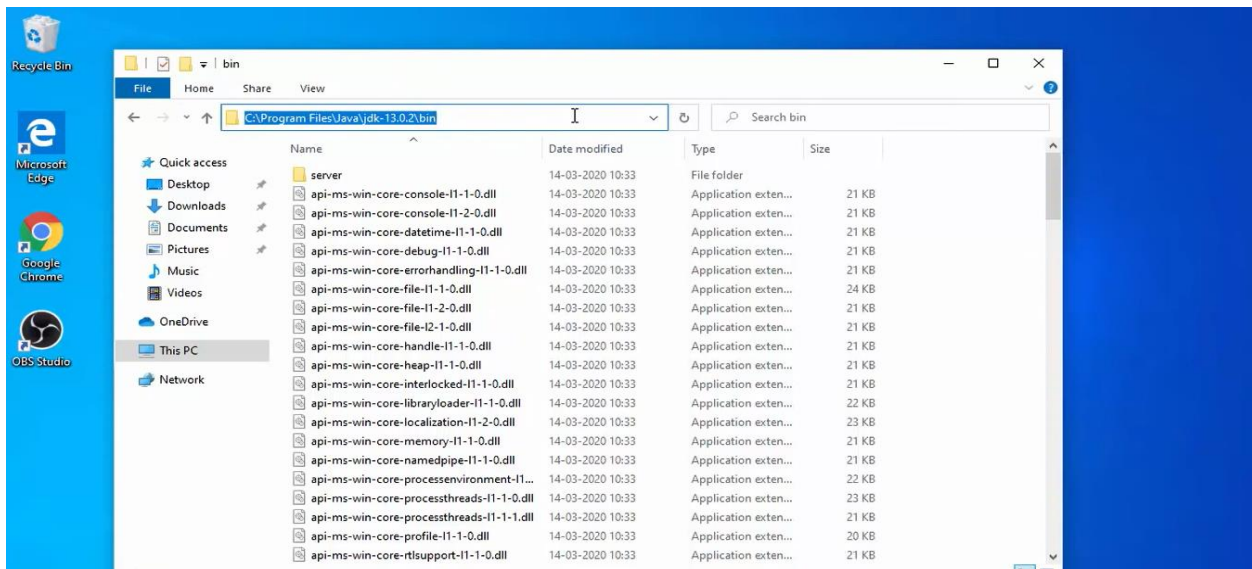 Recycle Bin
Microsoft
Edge
Google
Chrome
OBS Studio
bin
File Home Share View
C:\Program Files\Java\jdk-13.0.2\bin
Search bin
Quick access
Desktop
Downloads
Documents
Pictures
Music
Videos
OneDrive
This PC
Network
Name Date modified Type Size
server 14-03-2020 10:33 File folder
api-ms-win-core-console-l1-1-0.dll 14-03-2020 10:33 Application exten... 21 KB
api-ms-win-core-console-l1-2-0.dll 14-03-2020 10:33 Application exten... 21 KB
api-ms-win-core-datetime-l1-1-0.dll 14-03-2020 10:33 Application exten... 21 KB
api-ms-win-core-debug-l1-1-0.dll 14-03-2020 10:33 Application exten... 21 KB
api-ms-win-core-errorhandling-l1-1-0.dll 14-03-2020 10:33 Application exten... 21 KB
api-ms-win-core-file-l1-1-0.dll 14-03-2020 10:33 Application exten... 24 KB
api-ms-win-core-file-l1-2-0.dll 14-03-2020 10:33 Application exten... 21 KB
api-ms-win-core-file-l2-1-0.dll 14-03-2020 10:33 Application exten... 21 KB
api-ms-win-core-handle-l1-1-0.dll 14-03-2020 10:33 Application exten... 21 KB
api-ms-win-core-heap-l1-1-0.dll 14-03-2020 10:33 Application exten... 21 KB
api-ms-win-core-interlocked-l1-1-0.dll 14-03-2020 10:33 Application exten... 21 KB
api-ms-win-core-libraryloader-l1-1-0.dll 14-03-2020 10:33 Application exten... 22 KB
api-ms-win-core-localization-l1-2-0.dll 14-03-2020 10:33 Application exten... 23 KB
api-ms-win-core-memory-l1-1-0.dll 14-03-2020 10:33 Application exten... 21 KB
api-ms-win-core-namedpipe-l1-1-0.dll 14-03-2020 10:33 Application exten... 21 KB
api-ms-win-core-processenvironment-l1... 14-03-2020 10:33 Application exten... 22 KB
api-ms-win-core-processthreads-l1-1-0.dll 14-03-2020 10:33 Application exten... 23 KB
api-ms-win-core-processthreads-l1-1-1.dll 14-03-2020 10:33 Application exten... 21 KB
api-ms-win-core-profile-l1-1-0.dll 14-03-2020 10:33 Application exten... 20 KB
api-ms-win-core-rtlsupport-l1-1-0.dll 14-03-2020 10:33 Application exten... 21 KB